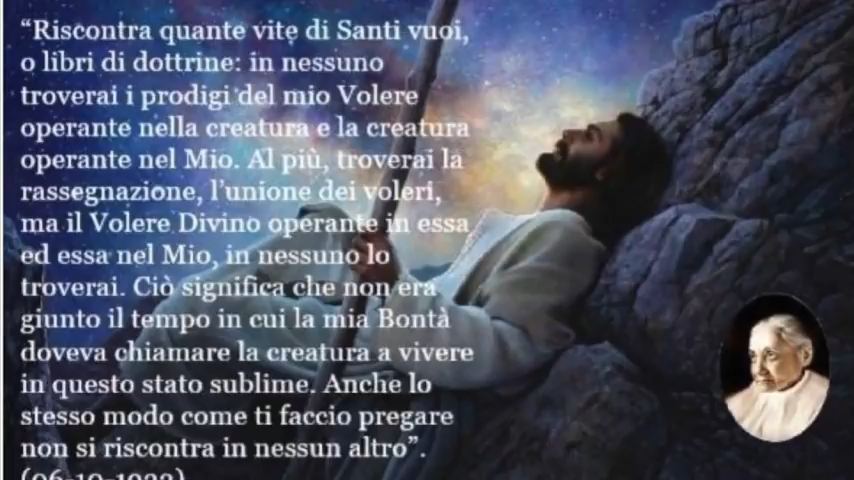 “Riscontra quante vite di Santi vuoi,
o libri di dottrine: in nessuno
troverai i prodigi del mio Volere
operante nella creatura e la creatura
operante nel Mio. Al più, troverai la
rassegnazione, l’unione dei voleri,
ma il Volere Divino operante in essa
ed essa nel Mio, in nessuno lo
troverai. Ciò significa che non era
giunto il tempo in cui la mia Bontà
doveva chiamare la creatura a vivere
in questo stato sublime. Anche lo
stesso modo come ti faccio pregare
non si riscontra in nessun altro”.